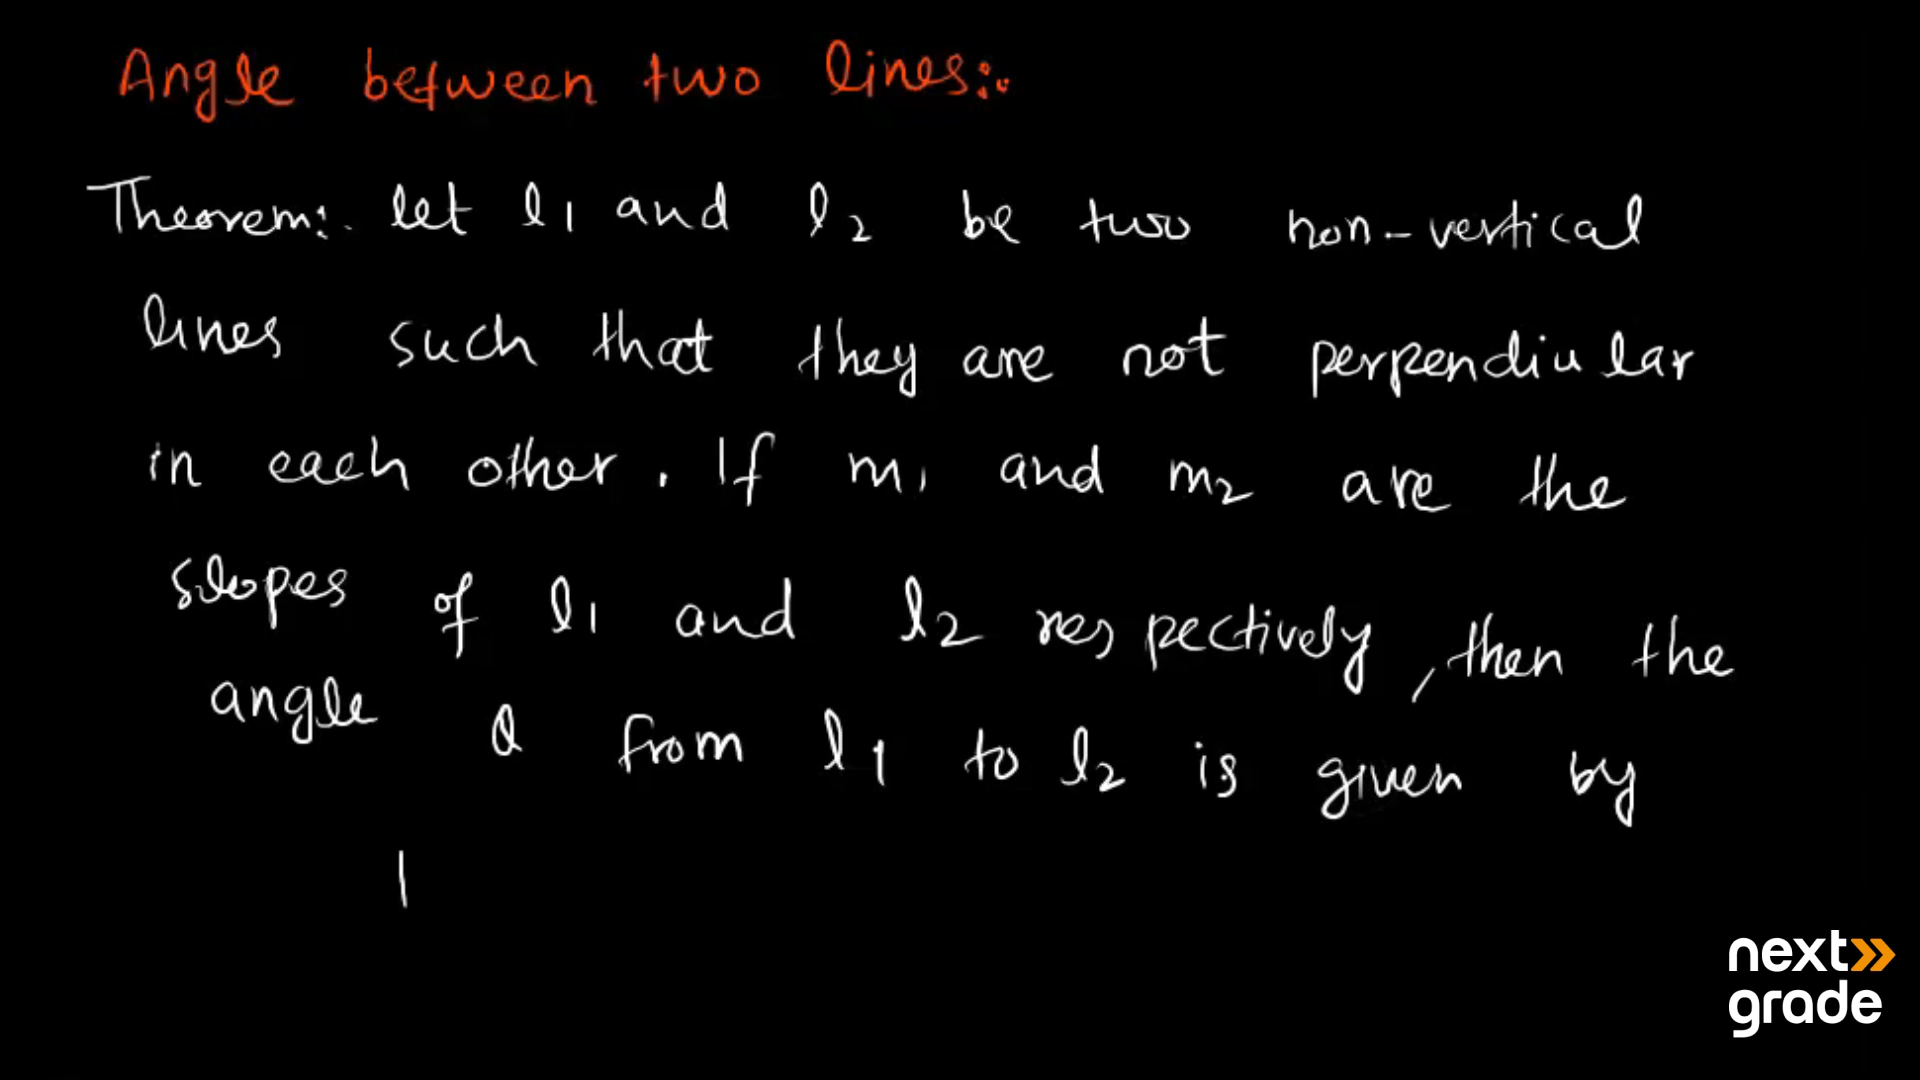 Angle between two lines:-
Theorem:- let l1 and l2 be two non-vertical
lines such that they are not perpendiular
in each other. If m1 and m2 are the
slopes of l1 and l2 respectively, then the
angle Q from l1 to l2 is given by
|
next»
grade